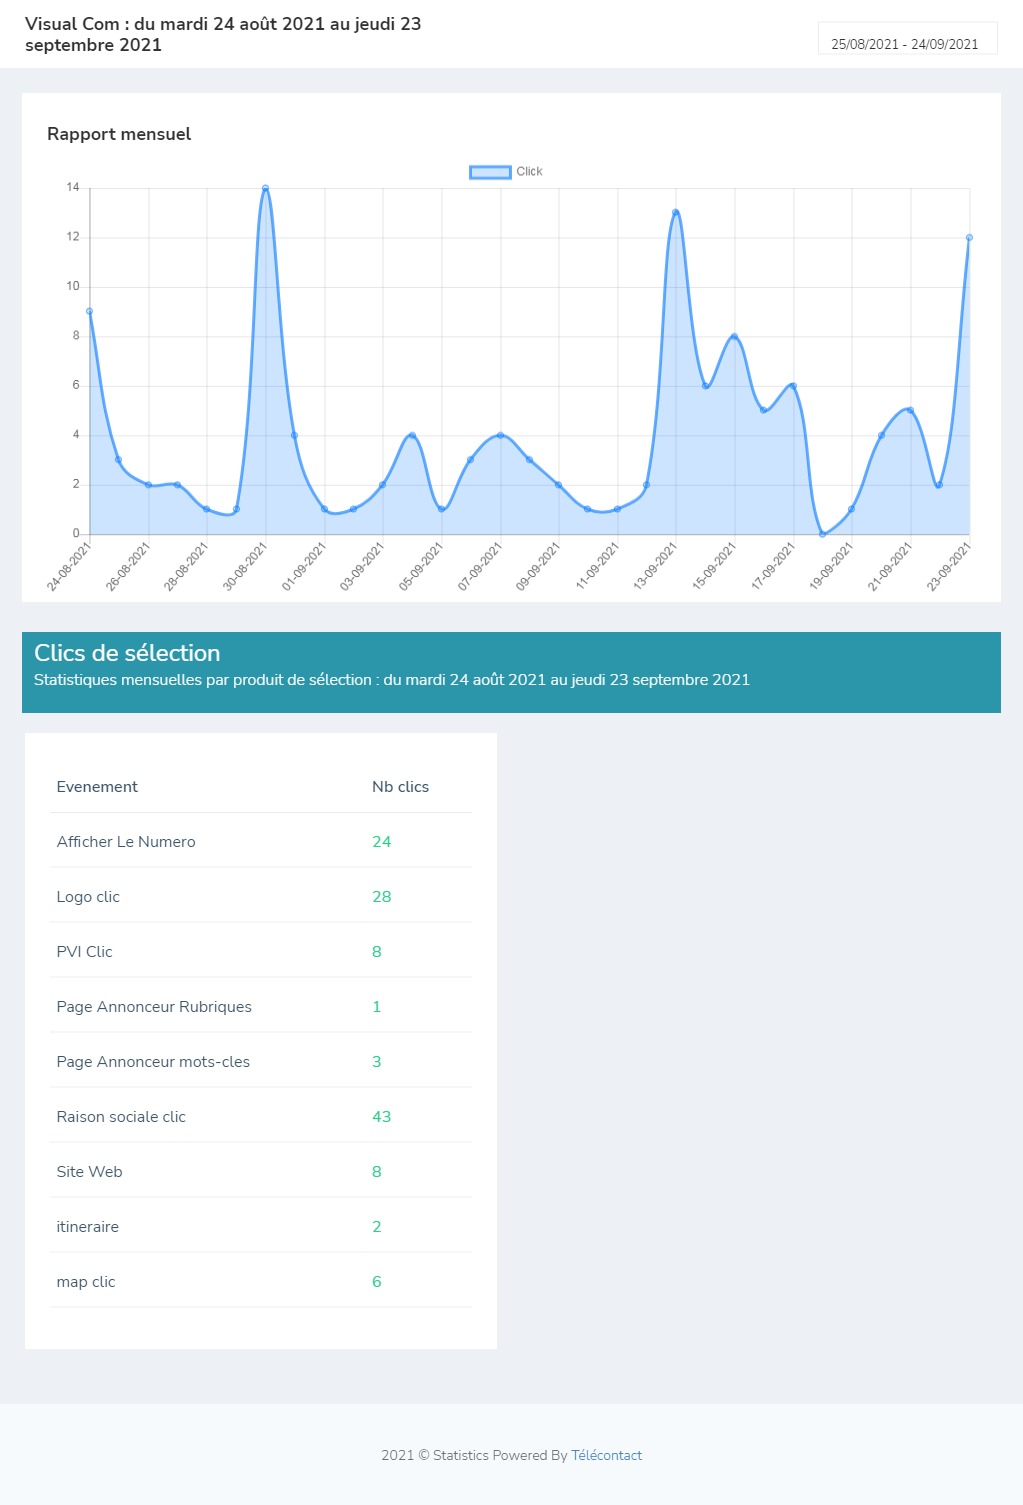 Visual Com : du mardi 24 août 2021 au jeudi 23
septembre 2021
25/08/2021 - 24/09/2021
Rapport mensuel
Click
14
12
10
8
6
4
2
0
24-08-2021
26-08-2021
28-08-2021
30-08-2021
01-09-2021
03-09-2021
05-09-2021
07-09-2021
09-09-2021
11-09-2021
13-09-2021
15-09-2021
17-09-2021
19-09-2021
21-09-2021
23-09-2021
Clics de sélection
Statistiques mensuelles par produit de sélection : du mardi 24 août 2021 au jeudi 23 septembre 2021
Evenement Nb clics
Afficher Le Numero 24
Logo clic 28
PVI Clic 8
Page Annonceur Rubriques 1
Page Annonceur mots-cles 3
Raison sociale clic 43
Site Web 8
itineraire 2
map clic 6
2021 © Statistics Powered By Télécontact